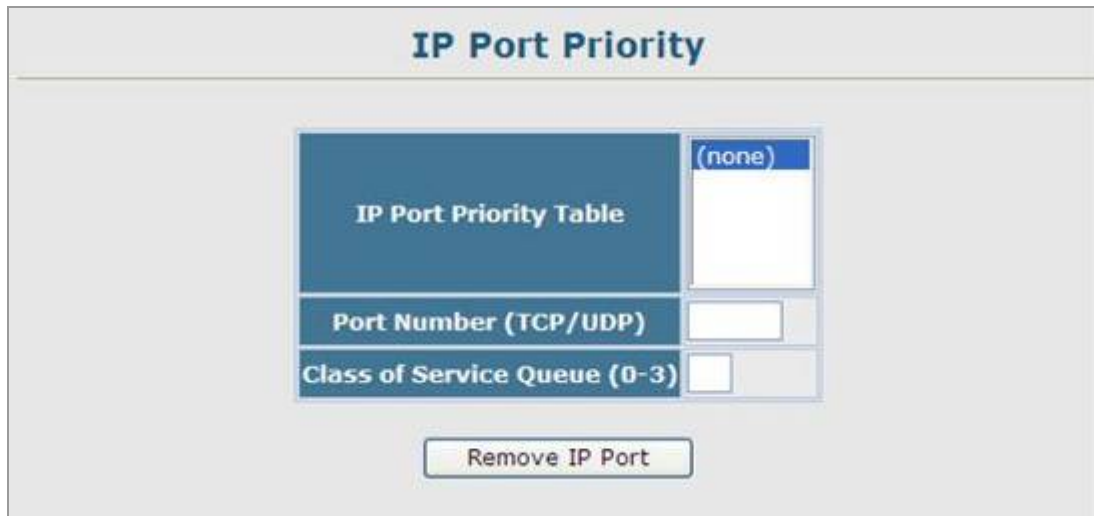 IP Port Priority
IP Port Priority Table
(none)
Port Number (TCP/UDP)
Class of Service Queue (0-3)
Remove IP Port